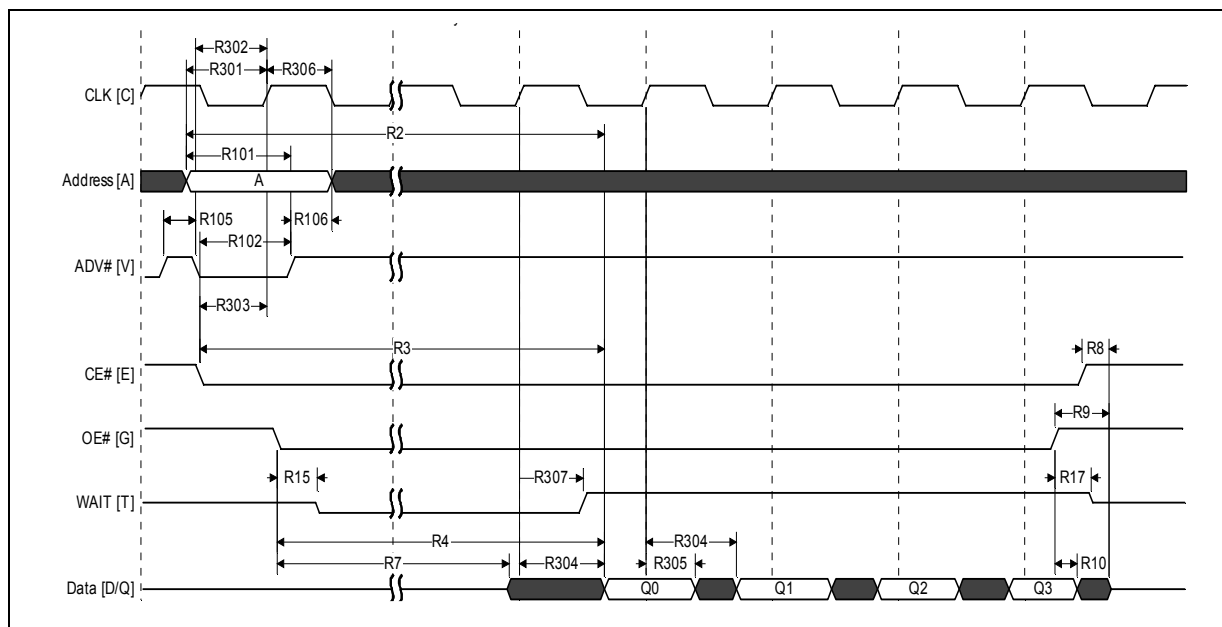 R302
R301 R306
CLK [C]
R2
R101
Address [A] A
R105 R106
R102
ADV# [V]
R303
R3
R8
CE# [E]
R9
OE# [G]
R15 R307 R17
WAIT [T]
R4
R304
R7 R304 R305 R10
Data [D/Q] Q0 Q1 Q2 Q3